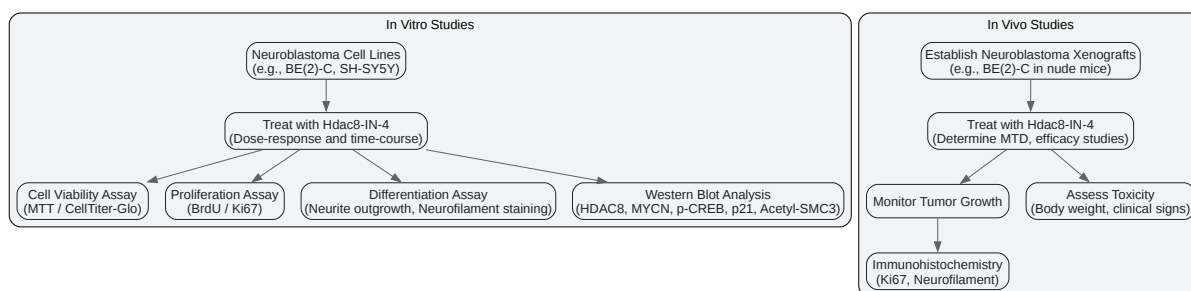 In Vitro Studies
Neuroblastoma Cell Lines
(e.g., BE(2)-C, SH-SY5Y)
Treat with Hdac8-IN-4
(Dose-response and time-course)
Cell Viability Assay
(MTT / CellTiter-Glo)
Proliferation Assay
(BrdU / Ki67)
Differentiation Assay
(Neurite outgrowth, Neurofilament staining)
Western Blot Analysis
(HDAC8, MYCN, p-CREB, p21, Acetyl-SMC3)
In Vivo Studies
Establish Neuroblastoma Xenografts
(e.g., BE(2)-C in nude mice)
Treat with Hdac8-IN-4
(Determine MTD, efficacy studies)
Monitor Tumor Growth
Assess Toxicity
(Body weight, clinical signs)
Immunohistochemistry
(Ki67, Neurofilament)